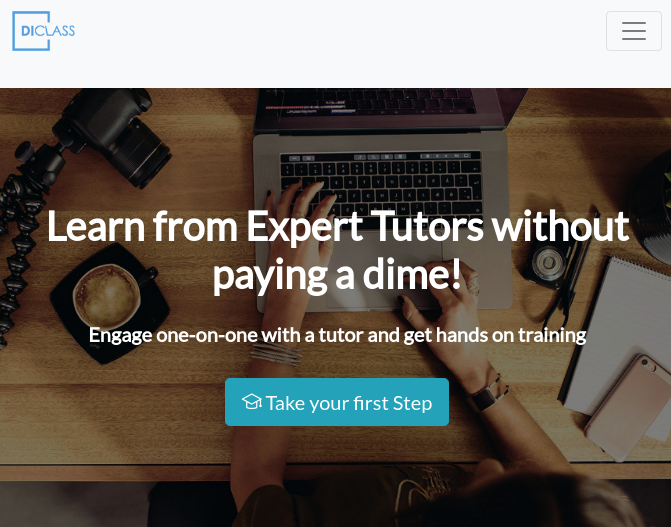 DICLASS
Learn from Expert Tutors without
paying a dime!
Engage one-on-one with a tutor and get hands on training
Take your first Step